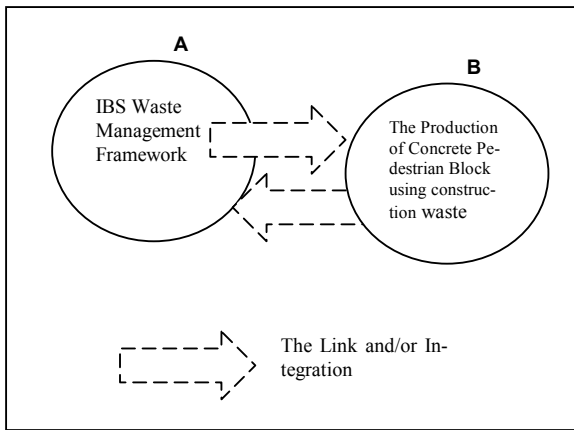 A
IBS Waste
Management
Framework
B
The Production
of Concrete Pe-
destrian Block
using construc-
tion waste
The Link and/or In-
tegration